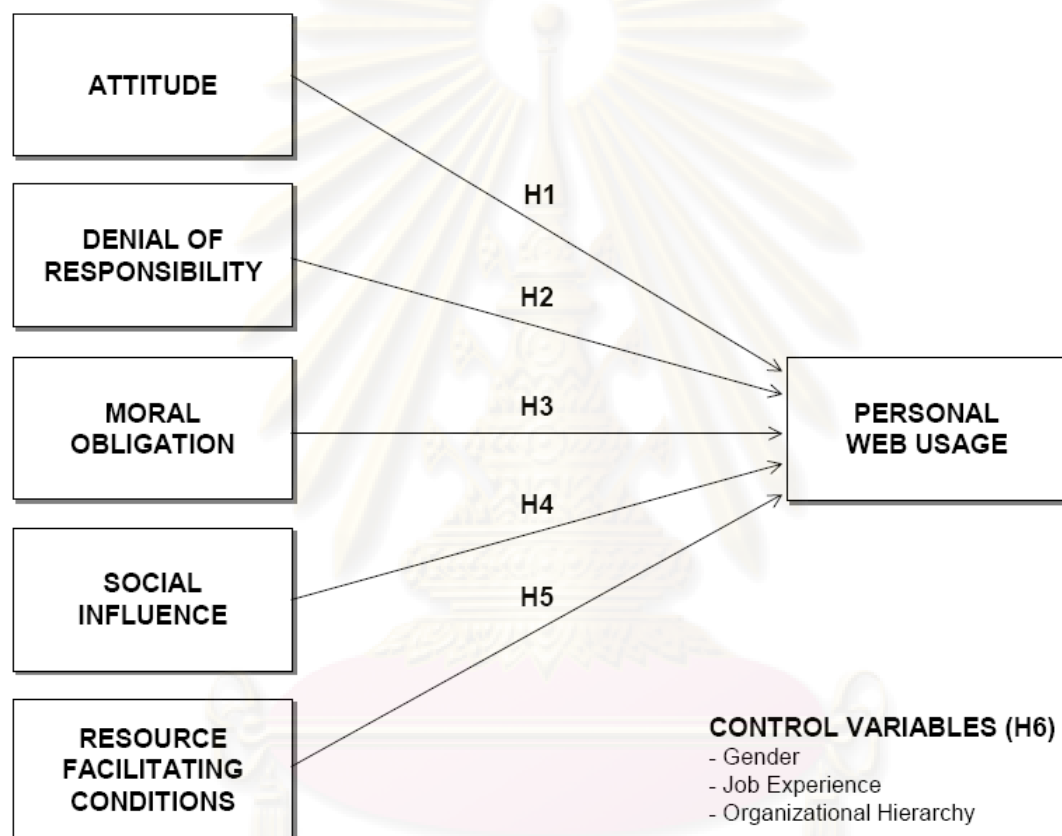 ATTITUDE
H1
DENIAL OF
RESPONSIBILITY
H2
MORAL
OBLIGATION
H3
PERSONAL
WEB USAGE
H4
SOCIAL
INFLUENCE
H5
RESOURCE
FACILITATING
CONDITIONS
CONTROL VARIABLES (H6)
- Gender
- Job Experience
- Organizational Hierarchy